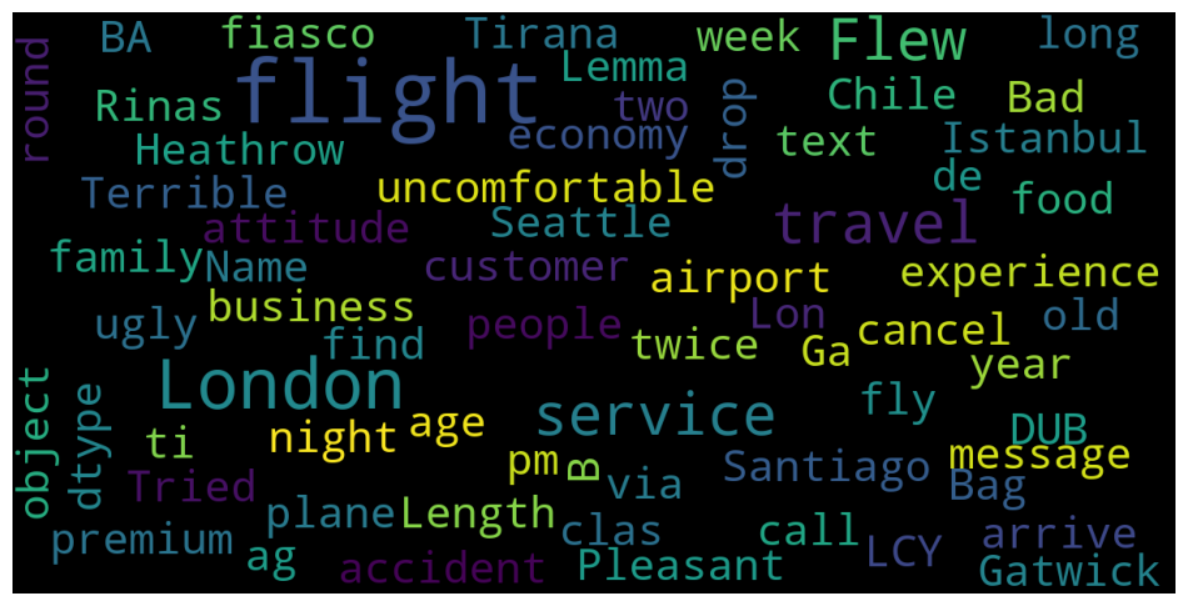 BA fiasco Tirana week Flew long
round flight Lemma
Rinas two drop Chile Bad
Heathrow economy text Istanbul
Terrible uncomfortable de food
attitude Seattle travel
family Name customer airport experience
ugly business people Lon cancel old
find twice Ga year
object dtype London service fly
ti night age DUB
Tried pm B via Santiago message Bag
premium plane Length clas call LCY arrive
ag accident Pleasant Gatwick